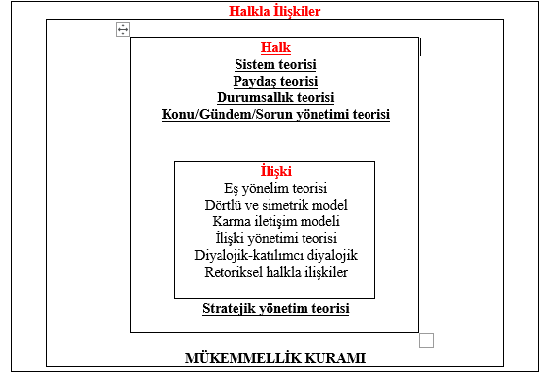 Halkla İlişkiler
Halk
Sistem teorisi
Paydaş teorisi
Durumsallık teorisi
Konu/Gündem/Sorun yönetimi teorisi
İlişki
Eş yönelim teorisi
Dörtlü ve simetrik model
Karma iletişim modeli
İlişki yönetimi teorisi
Diyalojik-katılımcı diyalojik
Retoriksel halkla ilişkiler
Stratejik yönetim teorisi
MÜKEMMELLİK KURAMI